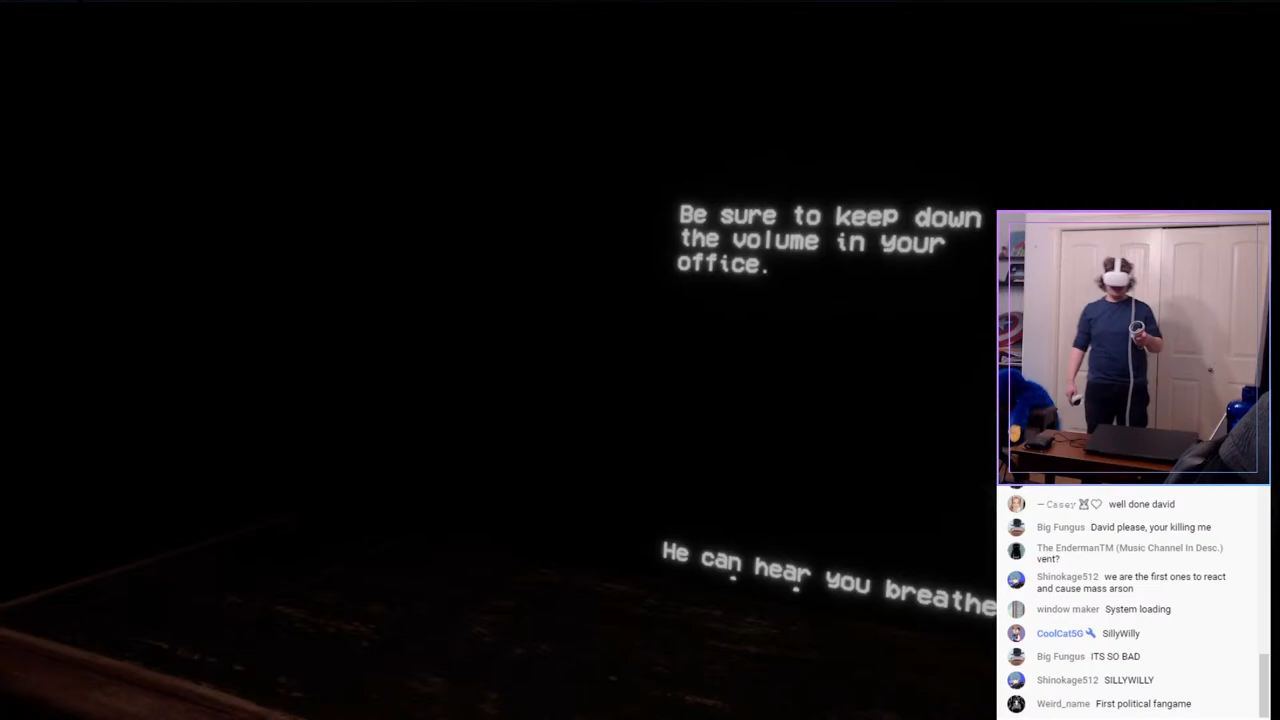 Be sure to keep down
the volume in your
office.
He can hear you breathe
Casey well done david
Big Fungus David please, your killing me
The EndermanTM (Music Channel In Desc.)
vent?
Shinokage512 we are the first ones to react
and cause mass arson
window maker System loading
CoolCat5G SillyWilly
Big Fungus ITS SO BAD
Shinokage512 SILLYWILLY
Weird_name First political fangame